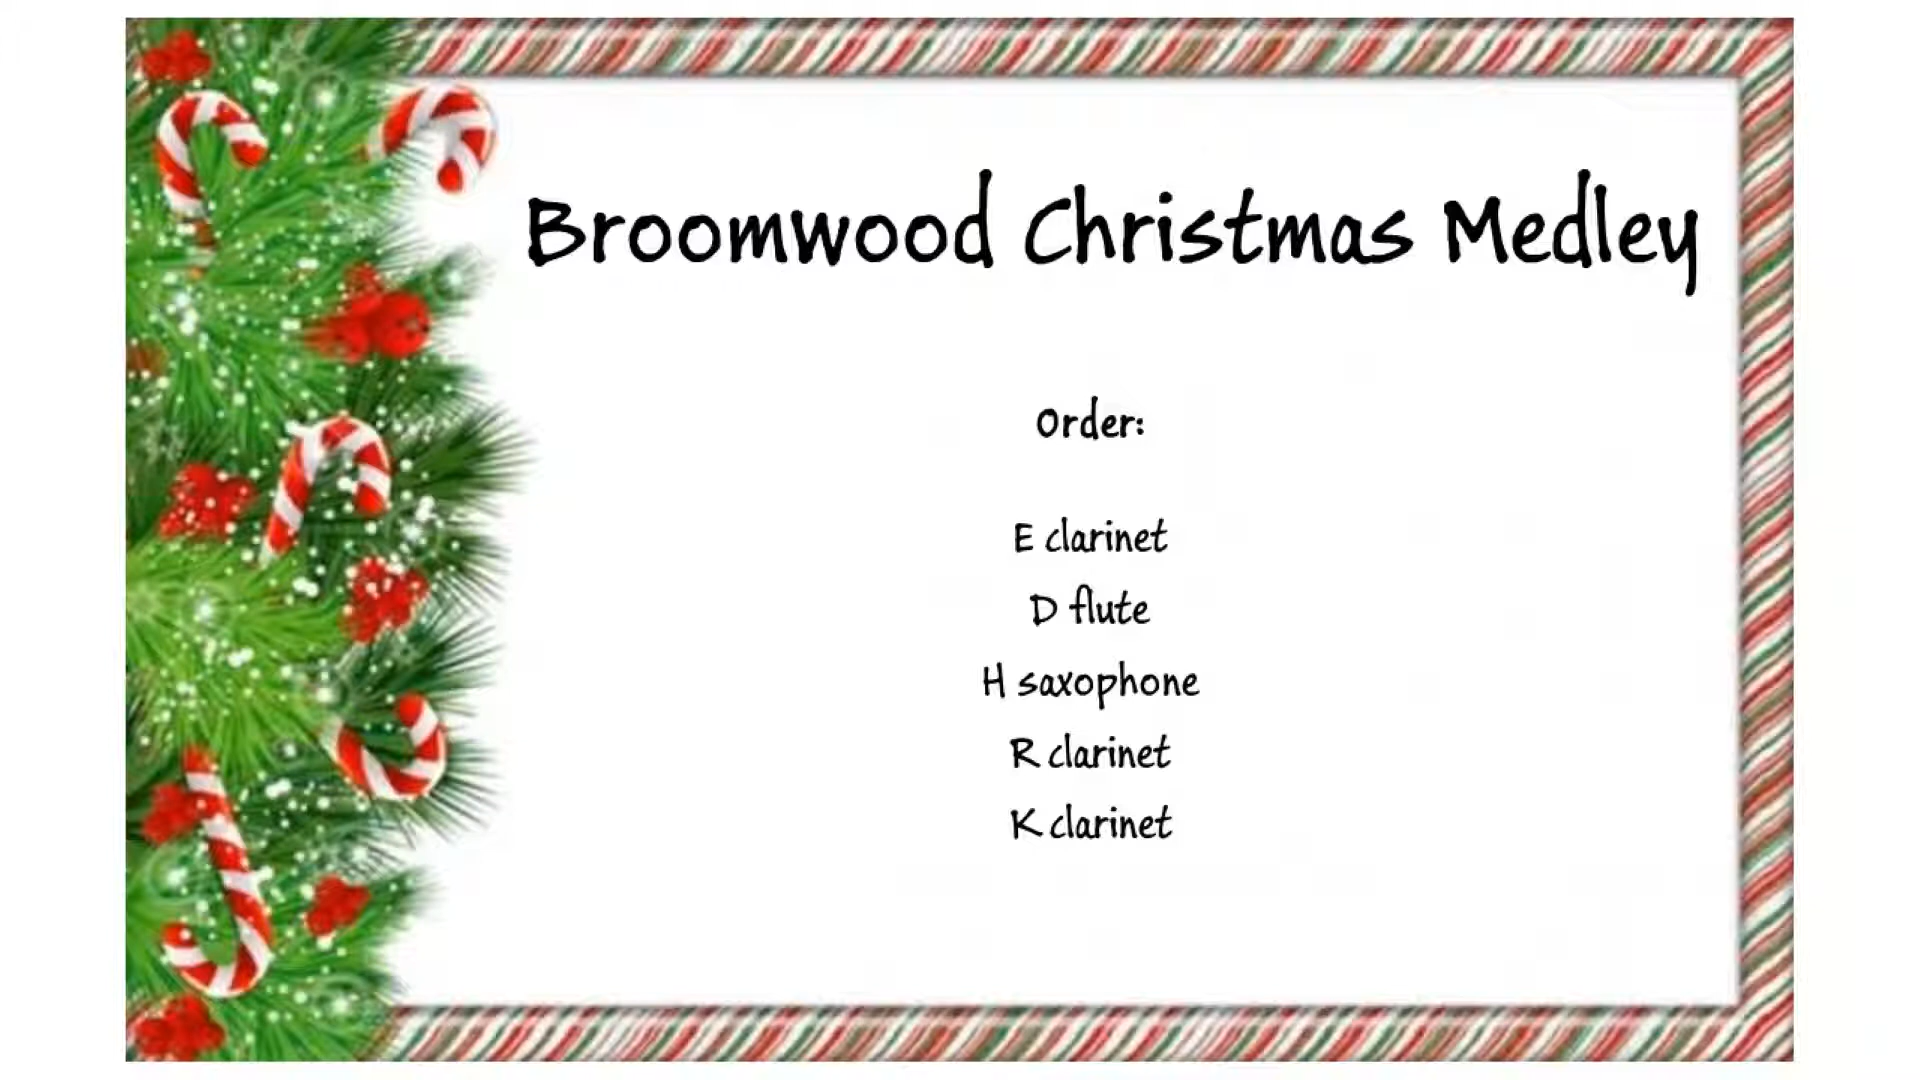 Broomwood Christmas Medley
Order:
E clarinet
D flute
H saxophone
R clarinet
K clarinet